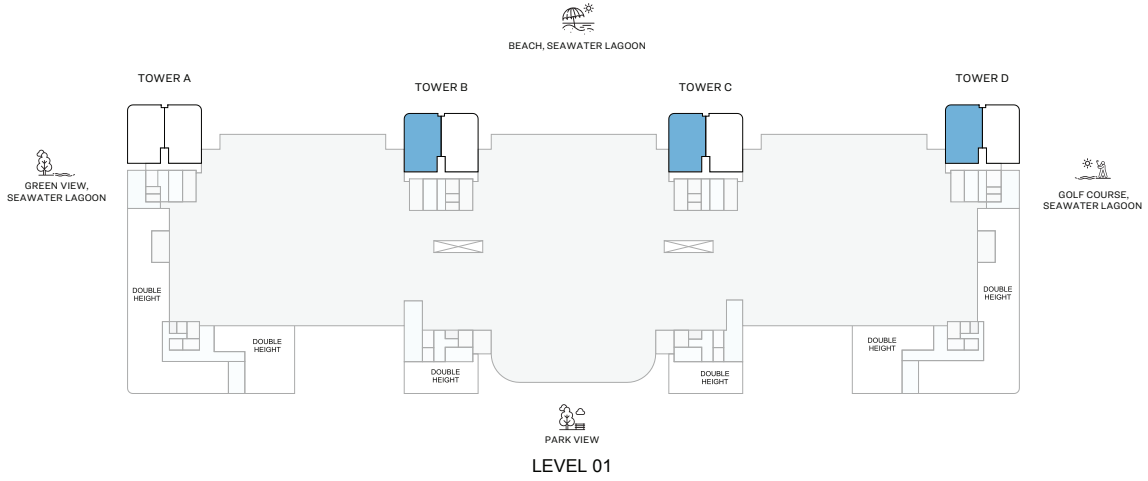 BEACH, SEAWATER LAGOON
TOWER A
TOWER B
TOWER C
TOWER D
GREEN VIEW,
SEAWATER LAGOON
GOLF COURSE,
SEAWATER LAGOON
DOUBLE
HEIGHT
DOUBLE
HEIGHT
DOUBLE
HEIGHT
DOUBLE
HEIGHT
DOUBLE
HEIGHT
DOUBLE
HEIGHT
PARK VIEW
LEVEL 01